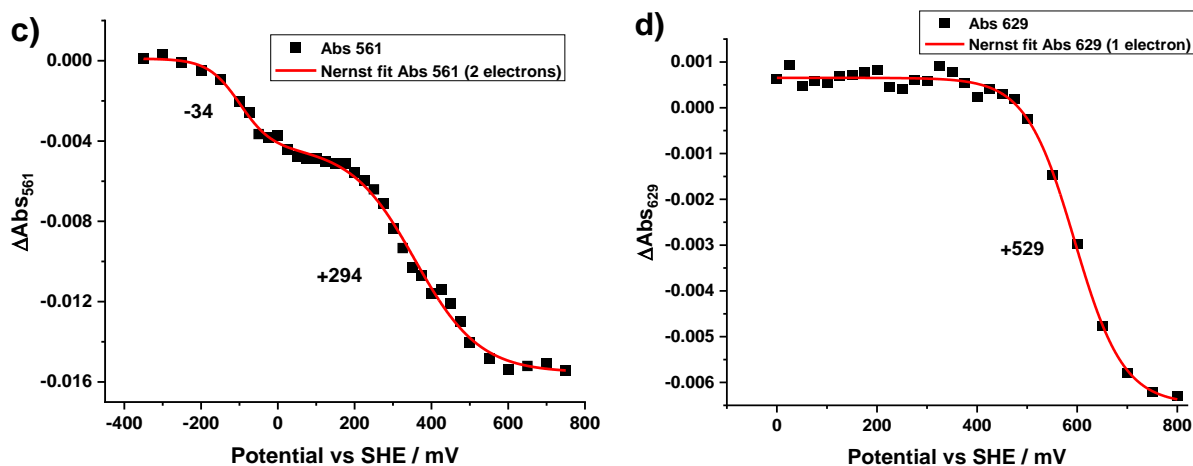 c)
Abs 561
Nernst fit Abs 561 (2 electrons)
0.000
-0.004
-0.008
-0.012
-0.016
ΔAbs561
-34
+294
-400
-200
0
200
400
600
800
Potential vs SHE / mV
d)
Abs 629
Nernst fit Abs 629 (1 electron)
0.001
0.000
-0.001
-0.002
-0.003
-0.004
-0.005
-0.006
ΔAbs629
+529
0
200
400
600
800
Potential vs SHE / mV